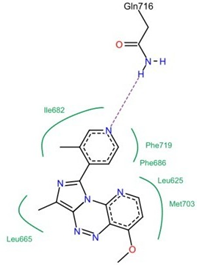 Gln716
O
N-H
H
Ile682
N
Phe719
Phe686
N
N
N
Leu625
Met703
N
N
Leu665
O